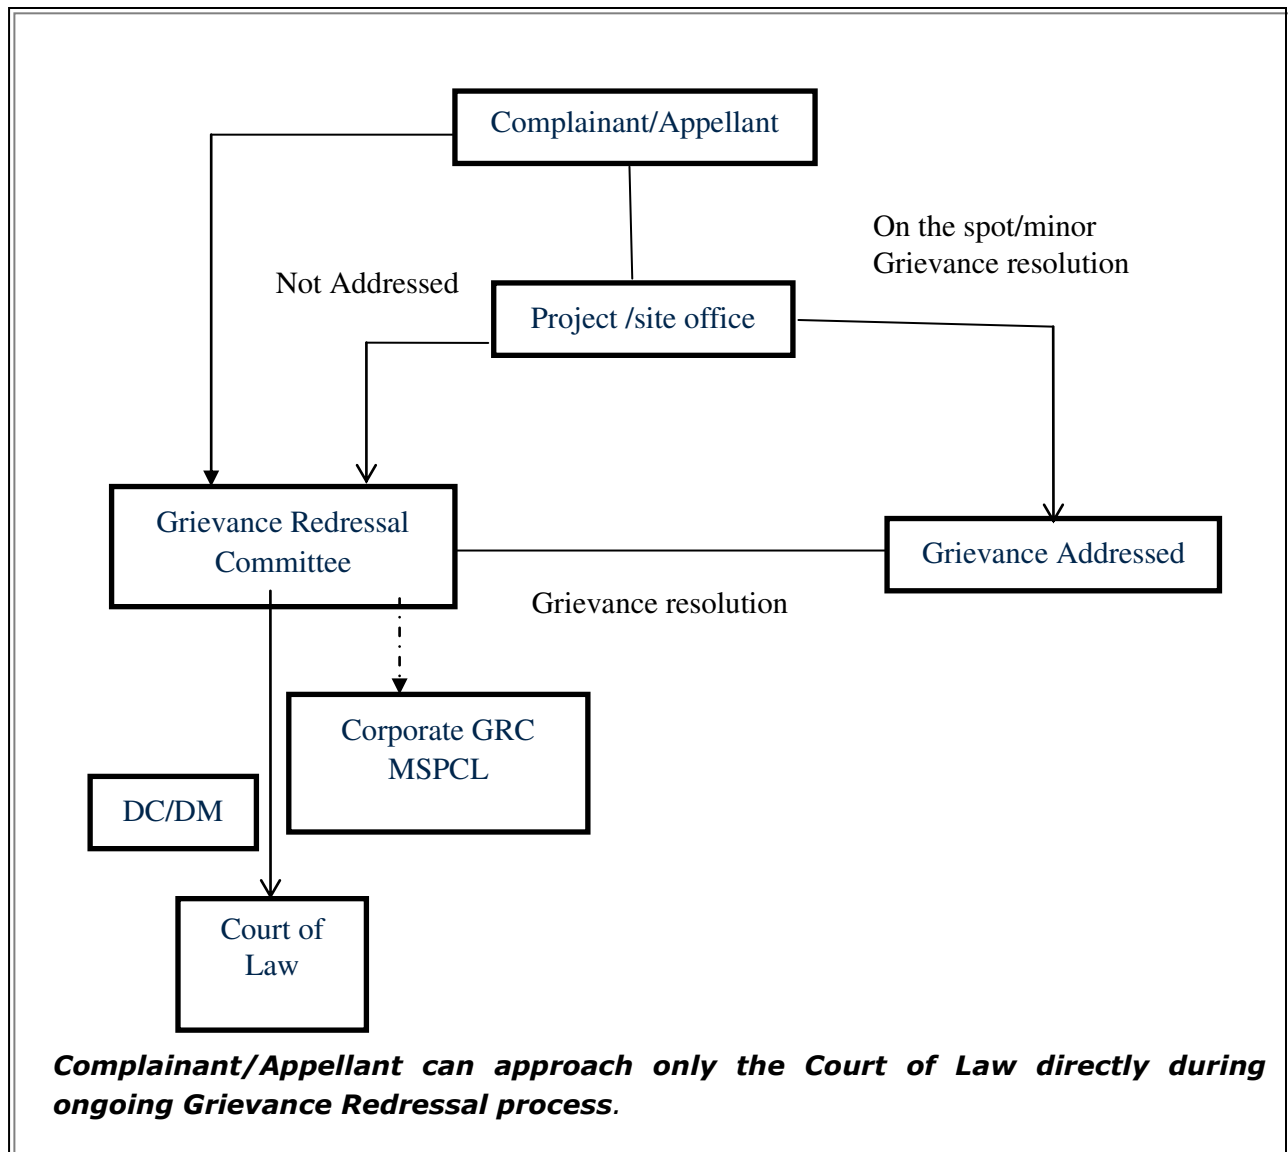 Complainant/Appellant
On the spot/minor
Grievance resolution
Not Addressed
Project /site office
Grievance Redressal
Committee
Grievance Addressed
Grievance resolution
Corporate GRC
MSPCL
DC/DM
Court of
Law
Complainant/Appellant can approach only the Court of Law directly during
ongoing Grievance Redressal process.